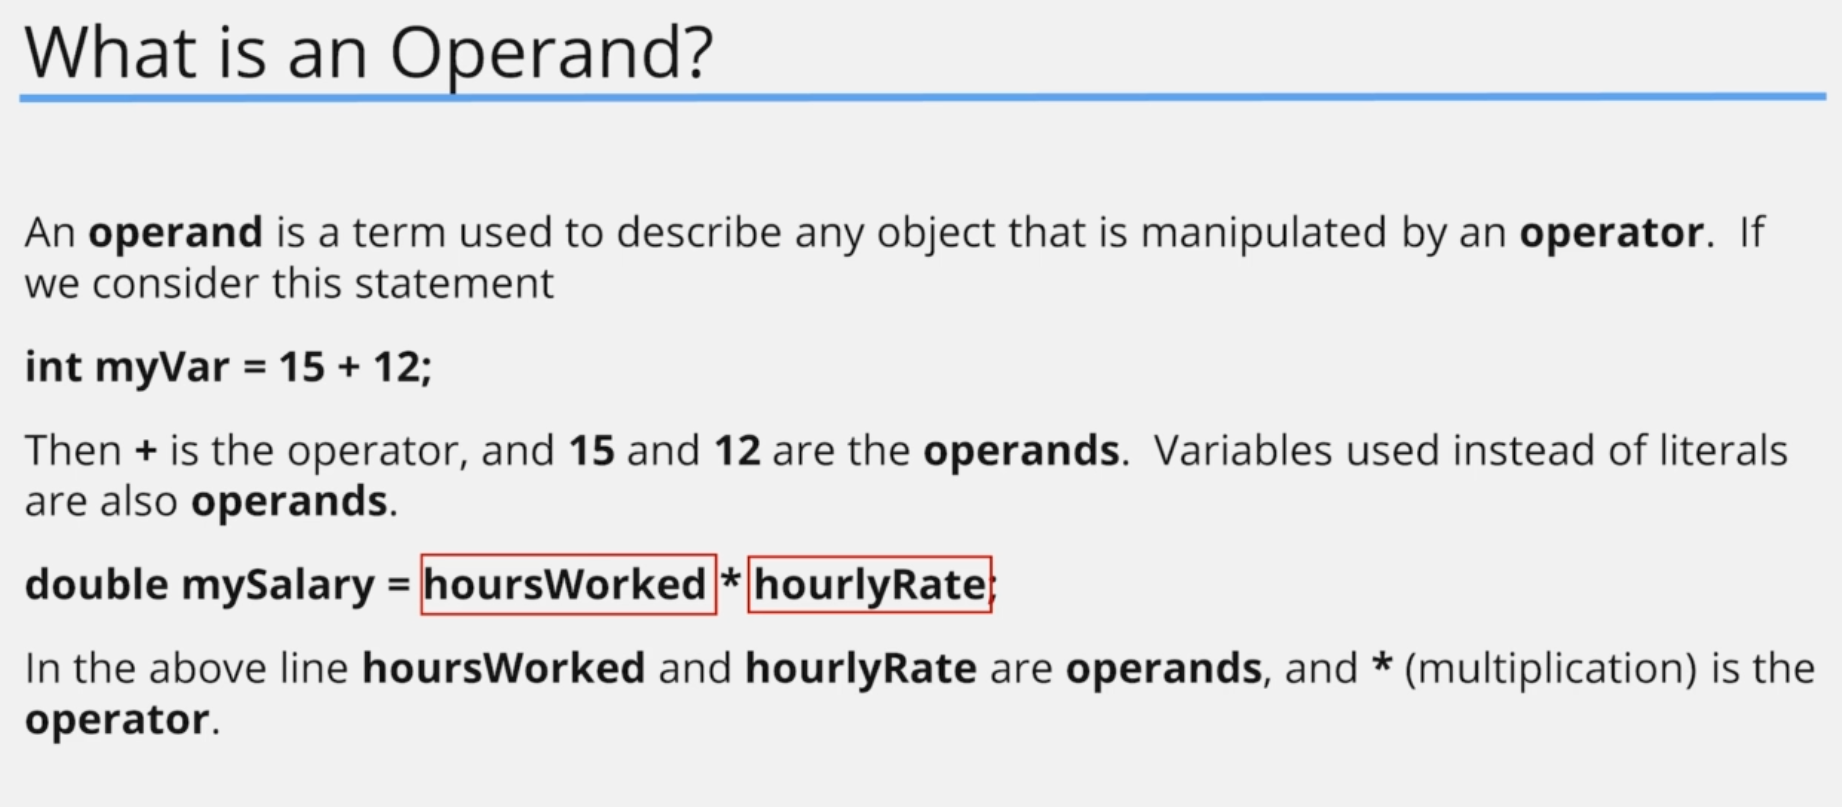 What is an Operand?
An operand is a term used to describe any object that is manipulated by an operator.  If
we consider this statement
int myVar = 15 + 12;
Then + is the operator, and 15 and 12 are the operands.  Variables used instead of literals
are also operands.
double mySalary = hoursWorked * hourlyRate;
In the above line hoursWorked and hourlyRate are operands, and * (multiplication) is the
operator.